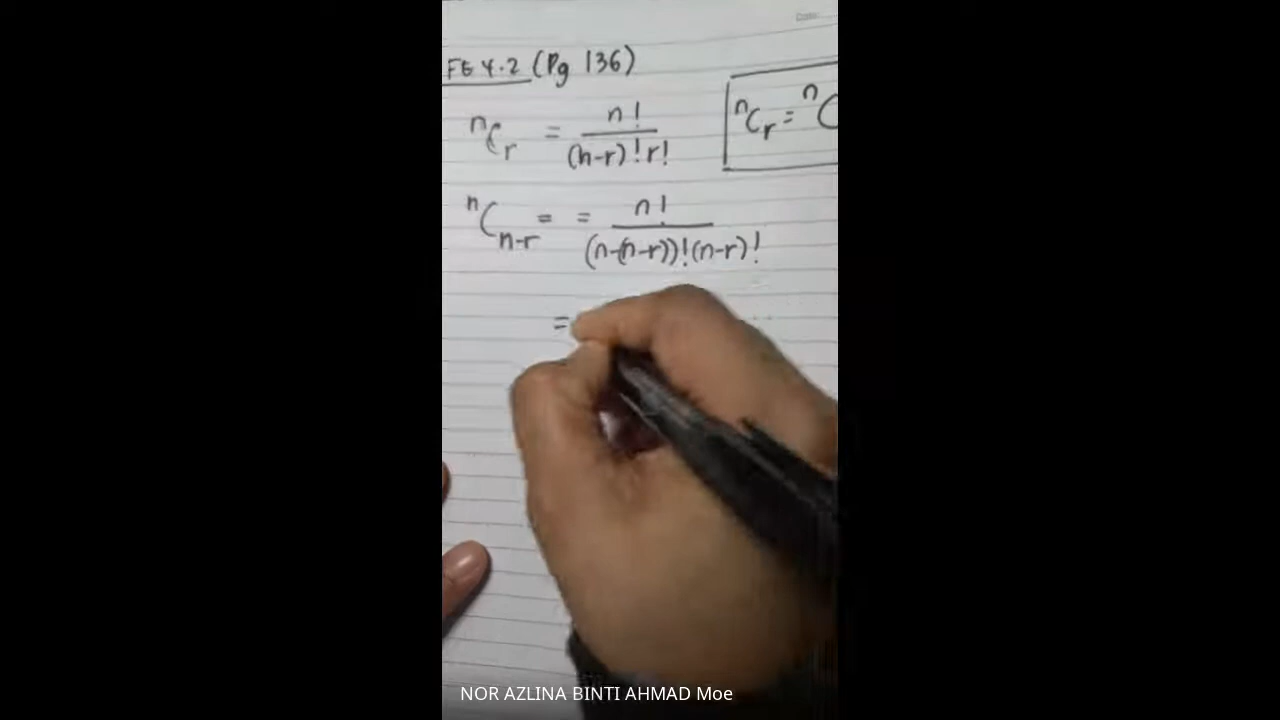 FE 4.2 (Pg 136)
ⁿCᵣ = n! / (n-r)! r!
ⁿCᵣ = ⁿC
ⁿCₙ₋ᵣ = = n! / (n-(n-r))! (n-r)!
=
NOR AZLINA BINTI AHMAD Moe